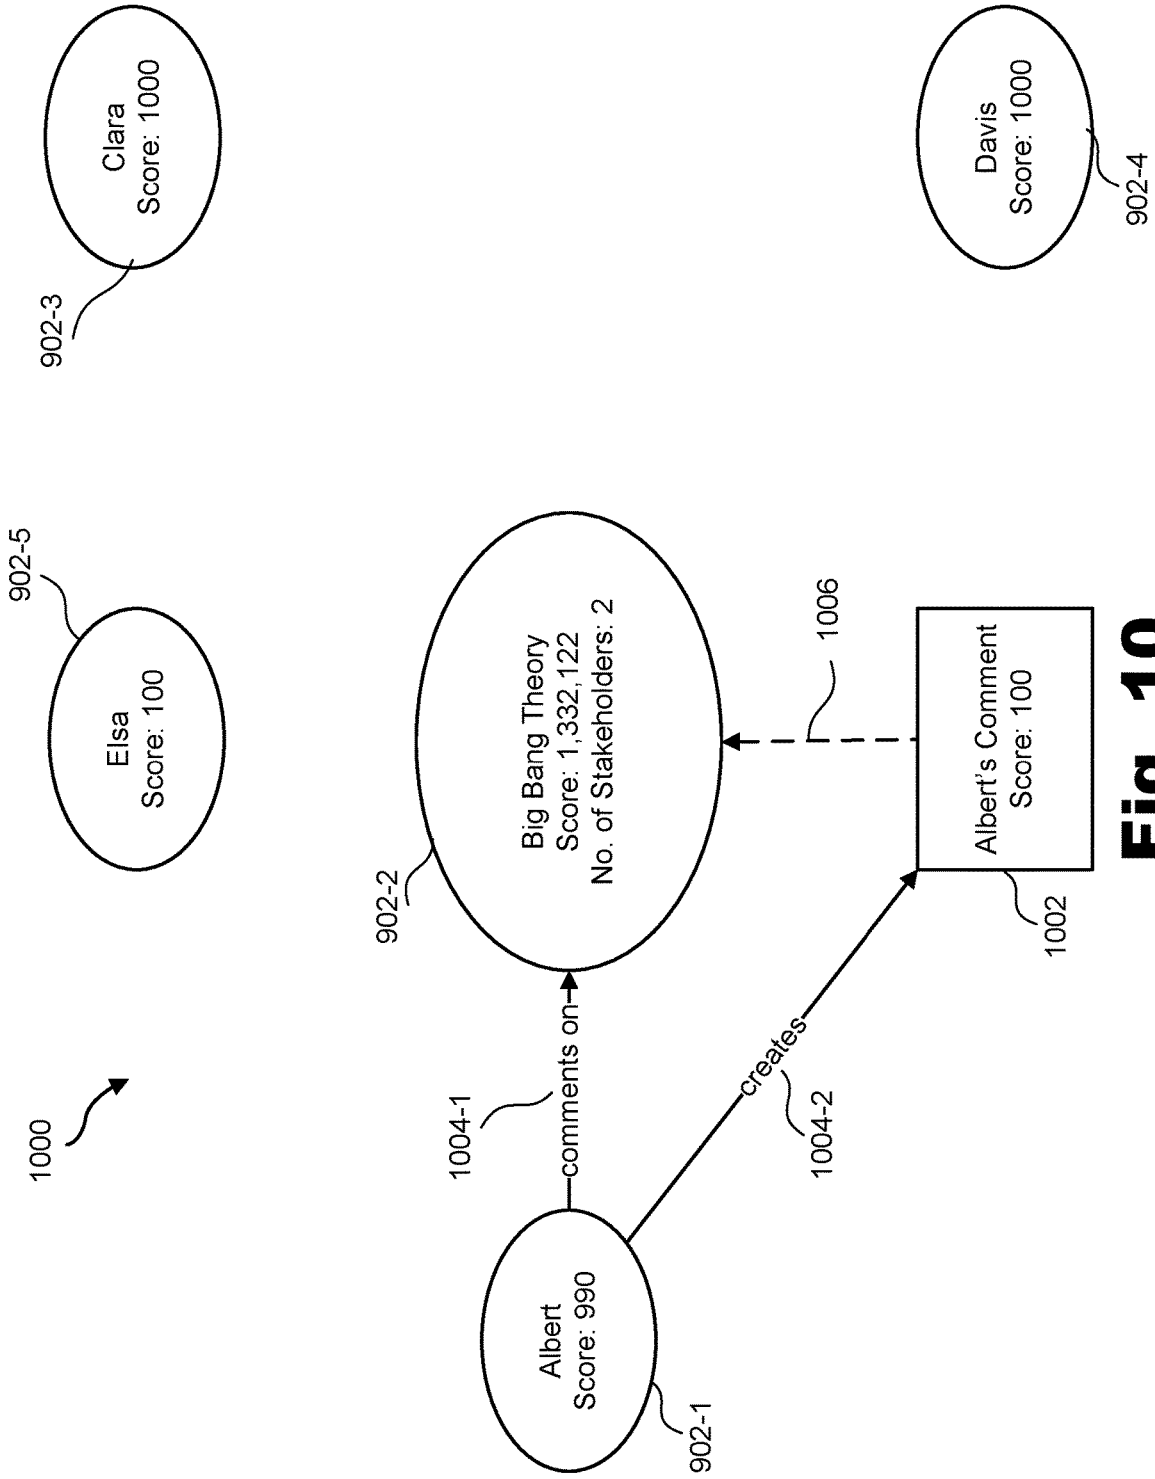 1000
902-5
902-3
Elsa
Score: 100
Clara
Score: 1000
902-2
1004-1
Big Bang Theory
Score: 1,332,122
No. of Stakeholders: 2
Albert
Score: 990
comments on
902-1
creates
1004-2
1006
Albert's Comment
Score: 100
Davis
Score: 1000
1002
902-4
Fig. 10